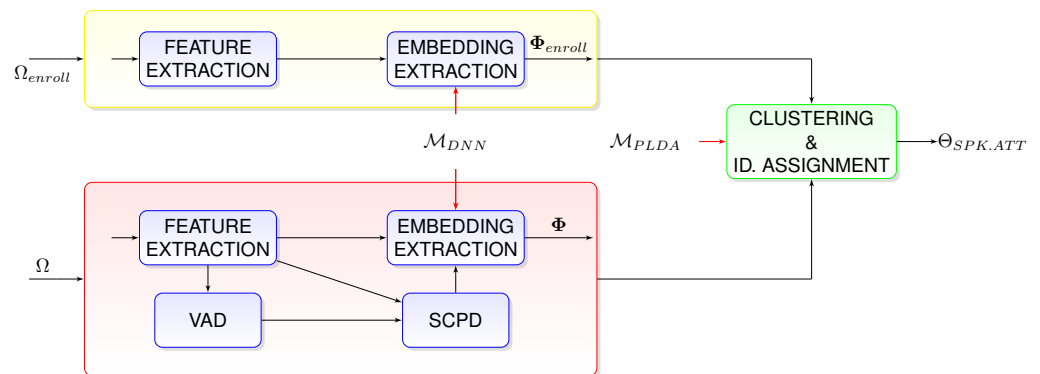 Ω_enroll
FEATURE
EXTRACTION
EMBEDDING
EXTRACTION
Φ_enroll
M_DNN
M_PLDA
CLUSTERING
&
ID. ASSIGNMENT
Θ_SPK.ATT
Ω
FEATURE
EXTRACTION
EMBEDDING
EXTRACTION
Φ
VAD
SCPD